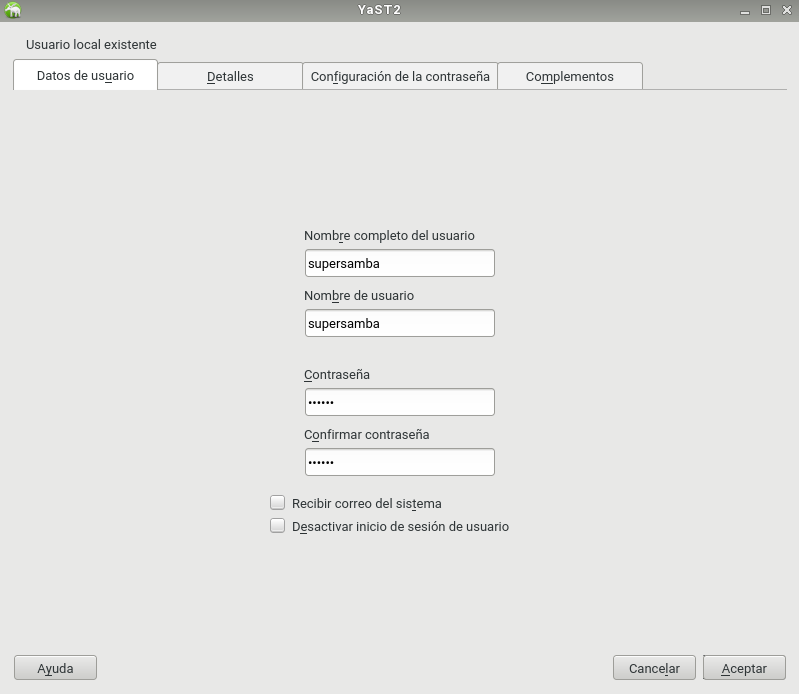 YaST2
Usuario local existente
Datos de usuario
Detalles
Configuración de la contraseña
Complementos
Nombre completo del usuario
supersamba
Nombre de usuario
supersamba
Contraseña
••••••
Confirmar contraseña
••••••
Recibir correo del sistema
Desactivar inicio de sesión de usuario
Ayuda
Cancelar
Aceptar